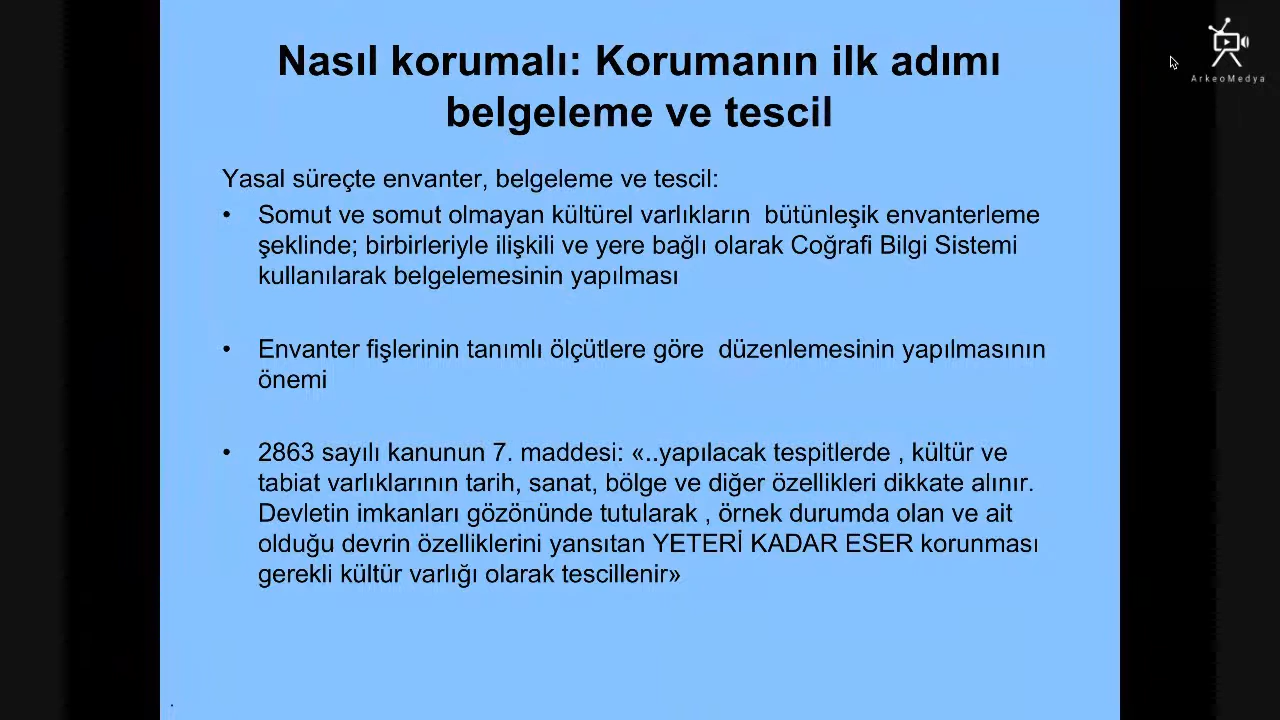 Nasıl korumalı: Korumanın ilk adımı
belgeleme ve tescil
ArkeoMedya
Yasal süreçte envanter, belgeleme ve tescil:
• Somut ve somut olmayan kültürel varlıkların bütünleşik envanterleme
şeklinde; birbirleriyle ilişkili ve yere bağlı olarak Coğrafi Bilgi Sistemi
kullanılarak belgelemesinin yapılması
• Envanter fişlerinin tanımlı ölçütlere göre düzenlemesinin yapılmasının
önemi
• 2863 sayılı kanunun 7. maddesi: «..yapılacak tespitlerde , kültür ve
tabiat varlıklarının tarih, sanat, bölge ve diğer özellikleri dikkate alınır.
Devletin imkanları gözönünde tutularak , örnek durumda olan ve ait
olduğu devrin özelliklerini yansıtan YETERİ KADAR ESER korunması
gerekli kültür varlığı olarak tescillenir»